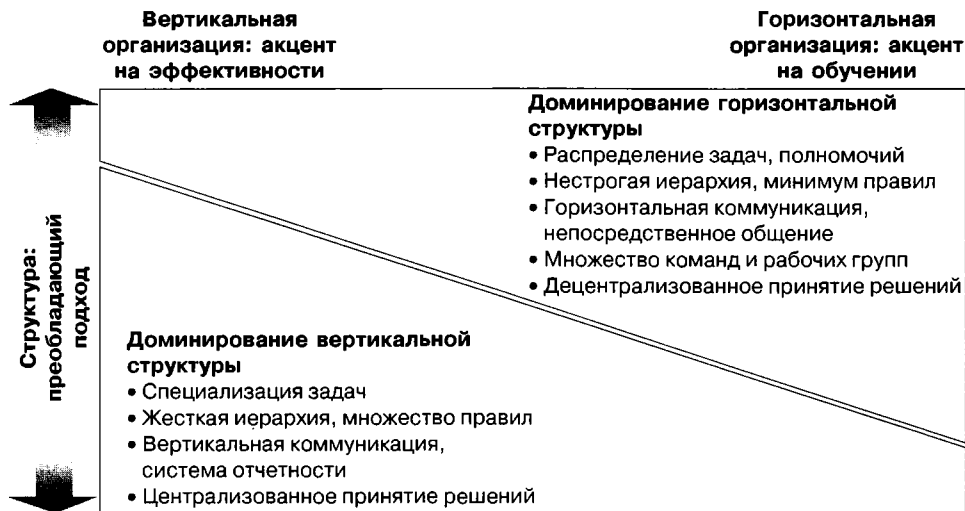 Вертикальная
организация: акцент
на эффективности
Горизонтальная
организация: акцент
на обучении
Структура:
преобладающий
подход
Доминирование горизонтальной
структуры
• Распределение задач, полномочий
• Нестрогая иерархия, минимум правил
• Горизонтальная коммуникация,
непосредственное общение
• Множество команд и рабочих групп
• Децентрализованное принятие решений
Доминирование вертикальной
структуры
• Специализация задач
• Жесткая иерархия, множество правил
• Вертикальная коммуникация,
система отчетности
• Централизованное принятие решений